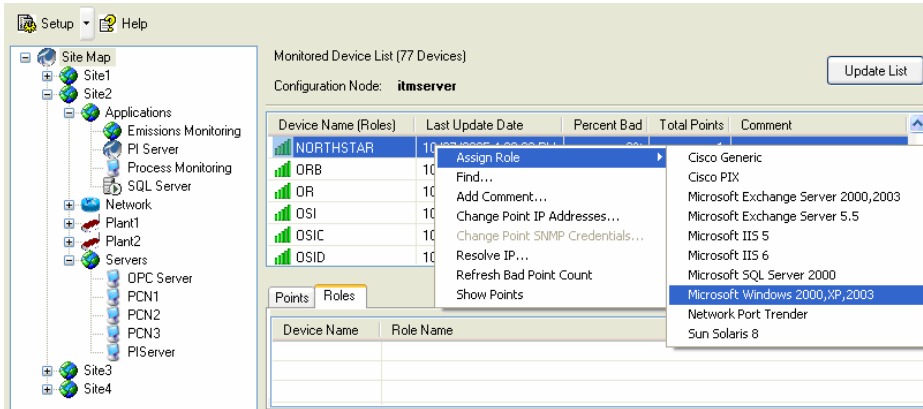 Setup Help
Site Map
Site1
Site2
Applications
Emissions Monitoring
PI Server
Process Monitoring
SQL Server
Network
Plant1
Plant2
Servers
OPC Server
PCN1
PCN2
PCN3
PIServer
Site3
Site4
Monitored Device List (77 Devices)
Configuration Node: itmserver
Update List
Device Name (Roles) Last Update Date Percent Bad Total Points Comment
NORTHSTAR
ORB 10
OR 10
OSI 10
OSIC 10
OSID 10
Assign Role
Find...
Add Comment...
Change Point IP Addresses...
Change Point SNMP Credentials...
Resolve IP...
Refresh Bad Point Count
Show Points
Cisco Generic
Cisco PIX
Microsoft Exchange Server 2000,2003
Microsoft Exchange Server 5.5
Microsoft IIS 5
Microsoft IIS 6
Microsoft SQL Server 2000
Microsoft Windows 2000,XP,2003
Network Port Trender
Sun Solaris 8
Points Roles
Device Name Role Name